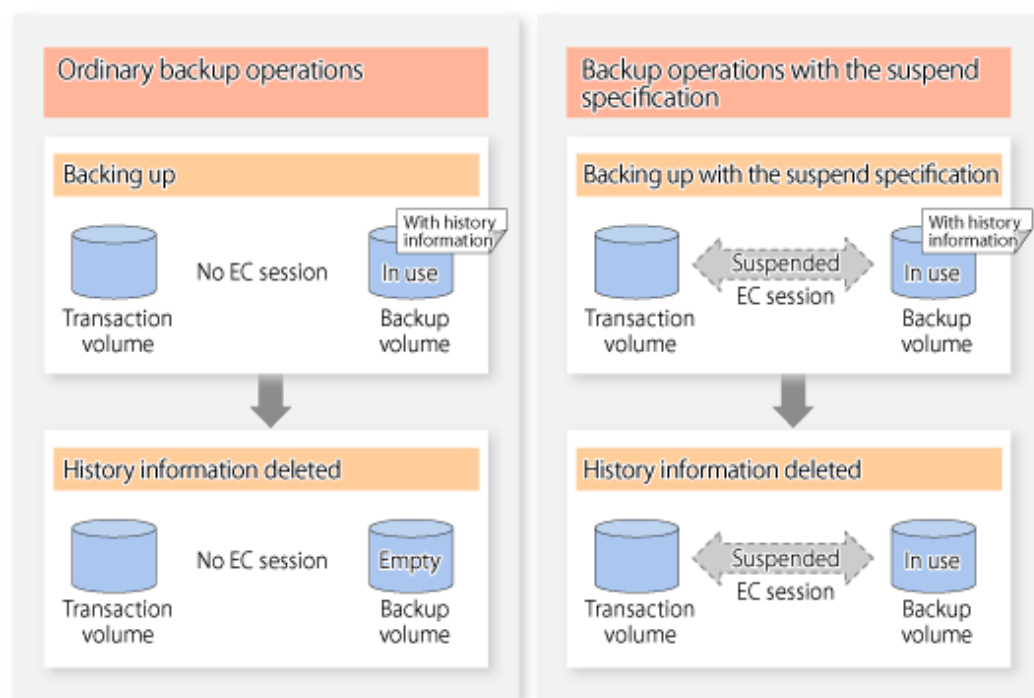 Ordinary backup operations
Backing up
With history
information
No EC session
In use
Transaction
volume
Backup
volume
History information deleted
No EC session
Empty
Transaction
volume
Backup
volume
Backup operations with the suspend
specification
Backing up with the suspend specification
With history
information
Suspended
EC session
In use
Transaction
volume
Backup
volume
History information deleted
Suspended
EC session
In use
Transaction
volume
Backup
volume